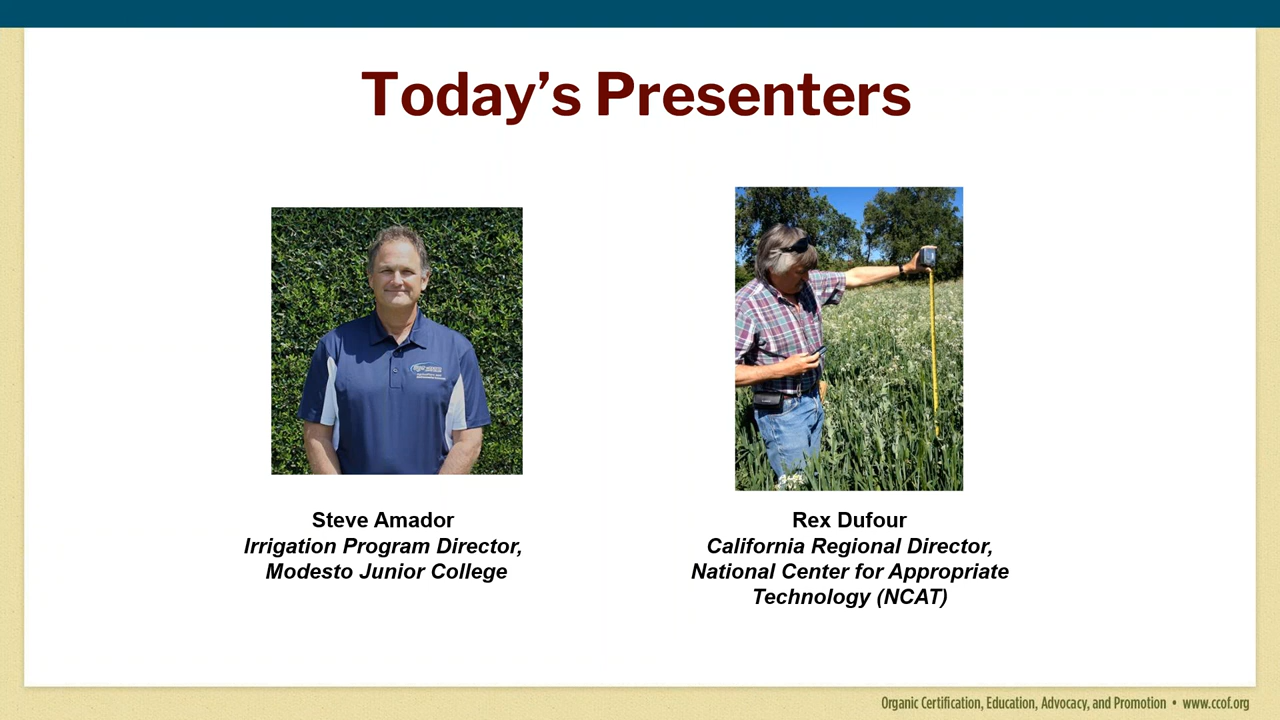 Today's Presenters
Steve Amador
Irrigation Program Director,
Modesto Junior College
Rex Dufour
California Regional Director,
National Center for Appropriate
Technology (NCAT)
Organic Certification, Education, Advocacy, and Promotion • www.ccof.org